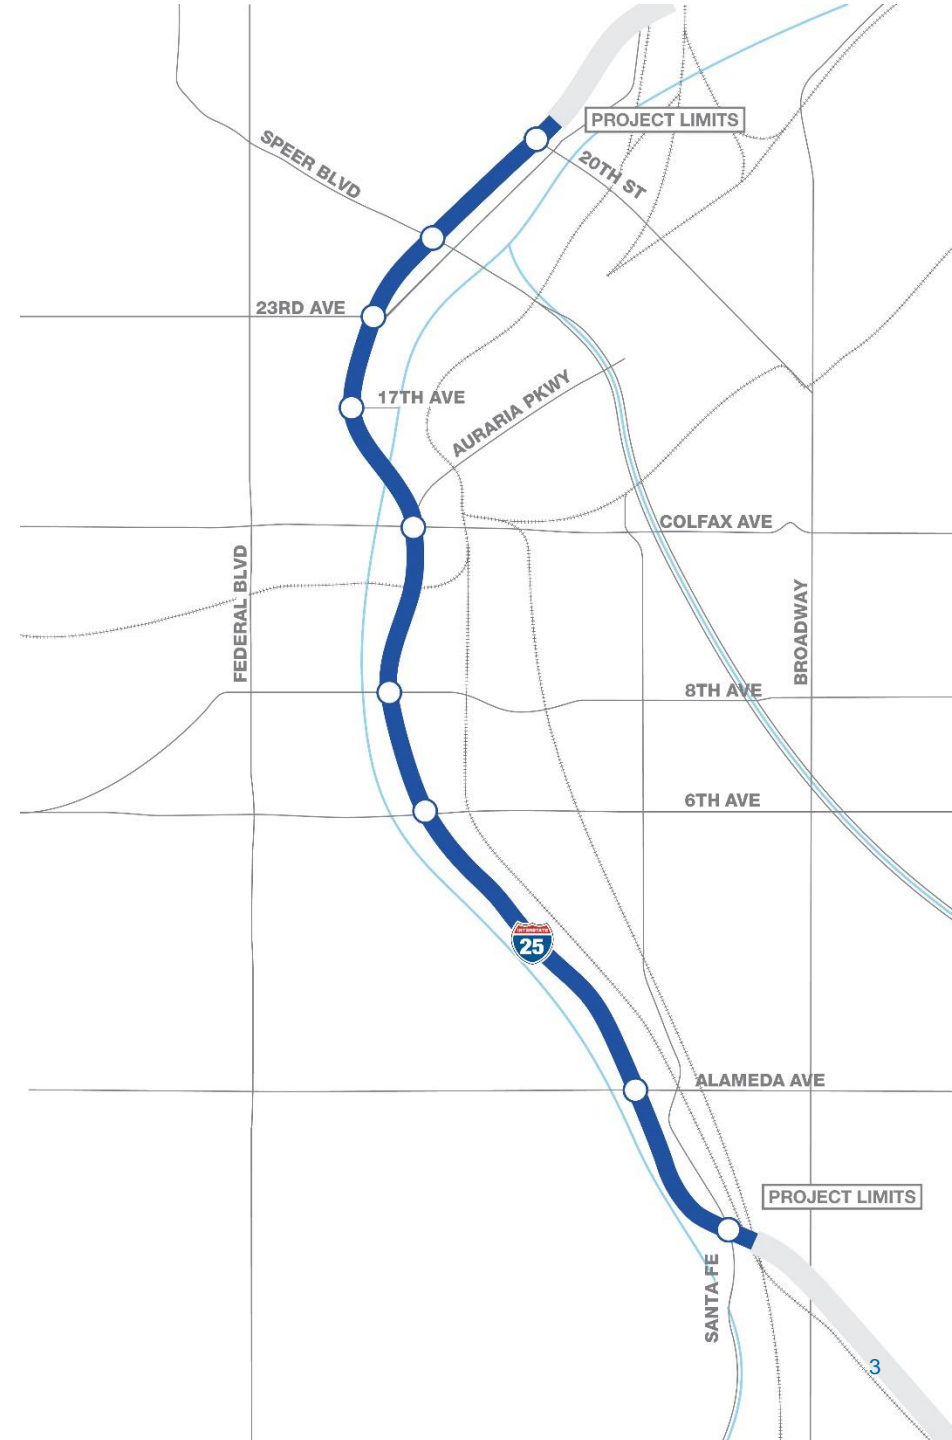 PROJECT LIMITS
SPEER BLVD
20TH ST
23RD AVE
17TH AVE
AURARIA PKWY
COLFAX AVE
FEDERAL BLVD
BROADWAY
8TH AVE
6TH AVE
INTERSTATE
25
ALAMEDA AVE
PROJECT LIMITS
SANTA FE
3